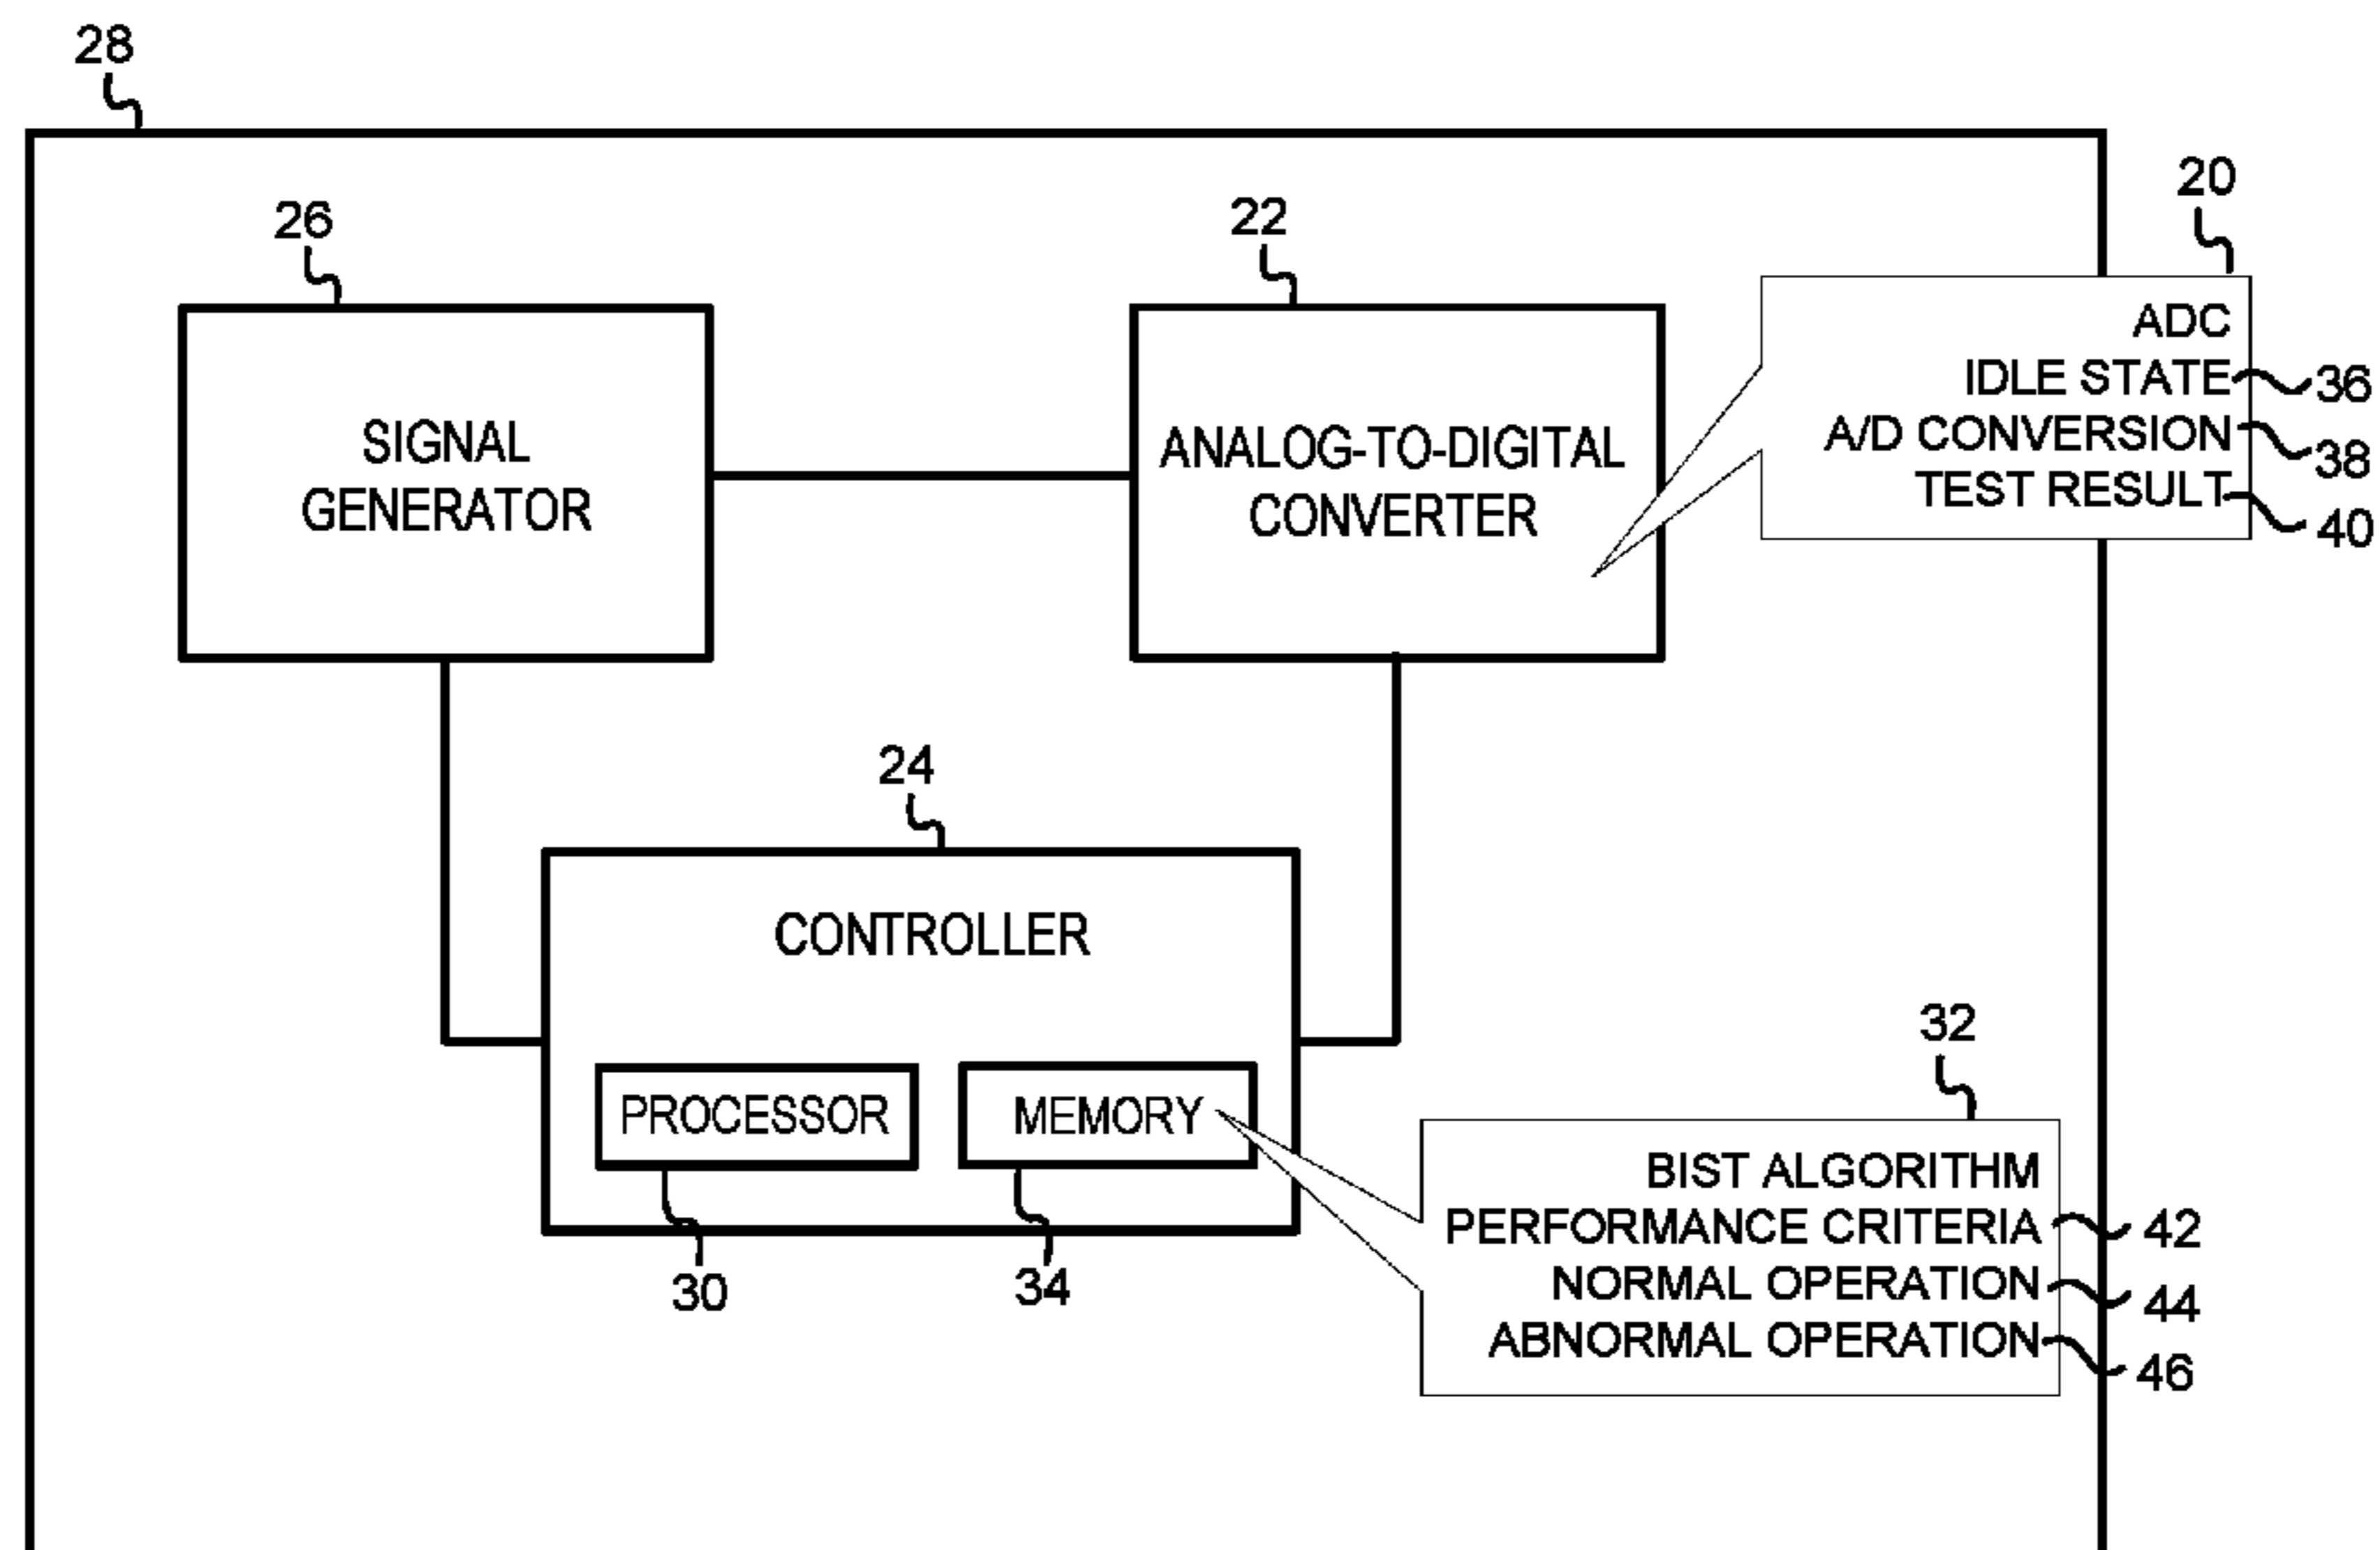 28
20
26
22
ADC
IDLE STATE 36
A/D CONVERSION 38
TEST RESULT 40
SIGNAL
GENERATOR
ANALOG-TO-DIGITAL
CONVERTER
24
CONTROLLER
PROCESSOR
MEMORY
30
34
32
BIST ALGORITHM
PERFORMANCE CRITERIA 42
NORMAL OPERATION 44
ABNORMAL OPERATION 46